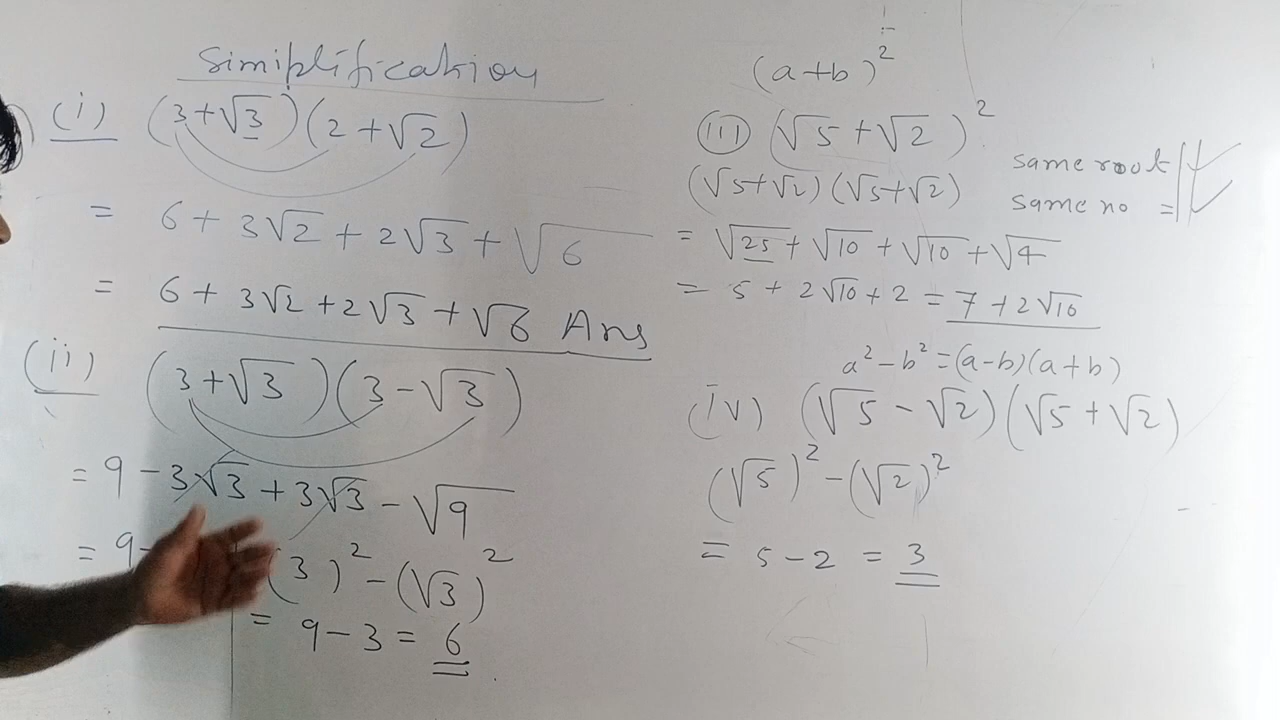 Simiplification
(i) (3+√3)(2+√2)
= 6+3√2+2√3+√6
= 6+3√2+2√3+√6 Ans
(ii) (3+√3)(3-√3)
= 9-3√3+3√3-√9
= 9-
(3)²-(√3)²
= 9-3=6
(a+b)²
(iii) (√5+√2)²
(√5+√2)(√5+√2)
same root
same no =
= √25+√10+√10+√4
= 5+2√10+2=7+2√10
a²-b²=(a-b)(a+b)
(iv) (√5-√2)(√5+√2)
(√5)²-(√2)²
= 5-2=3